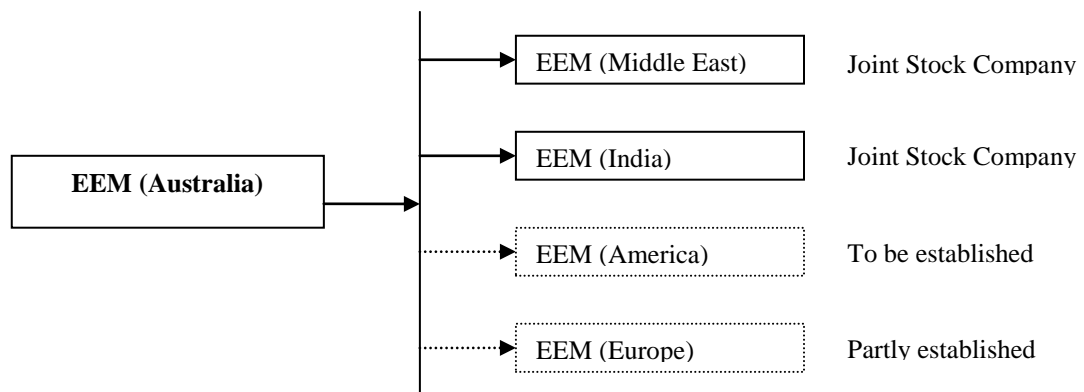 EEM (Middle East) Joint Stock Company
EEM (India) Joint Stock Company
EEM (Australia)
EEM (America) To be established
EEM (Europe) Partly established